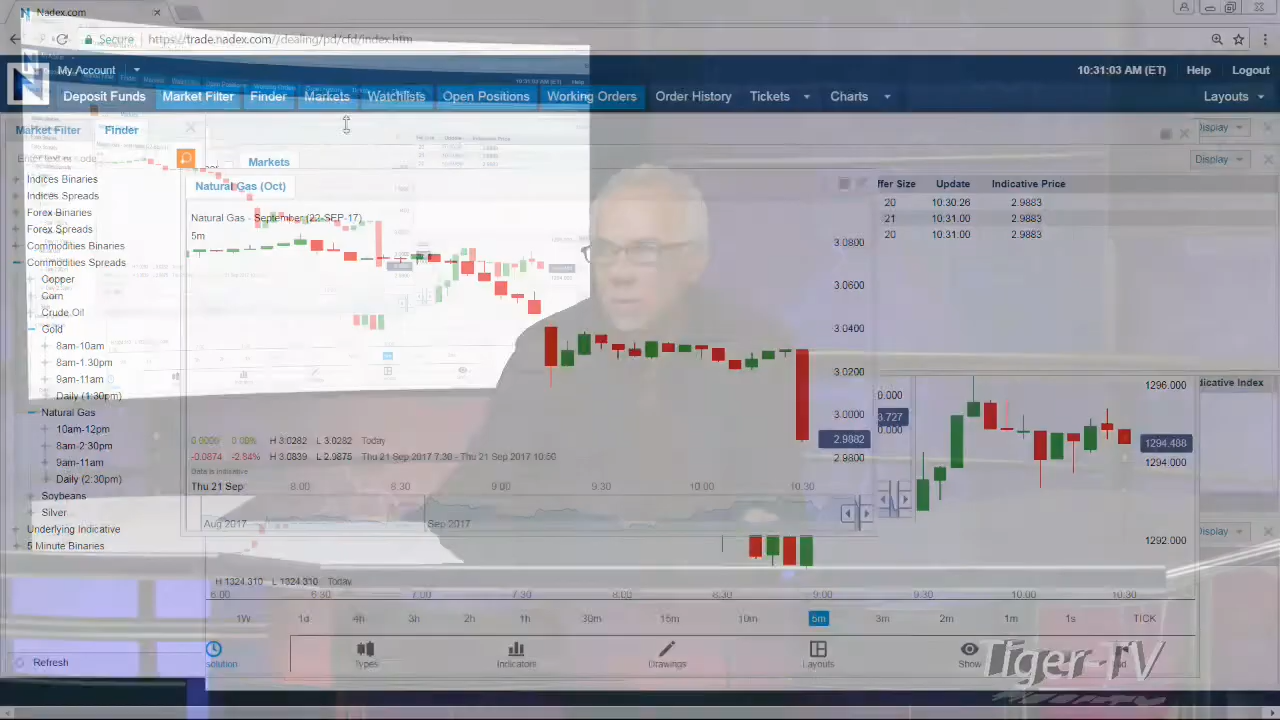 Nadex.com
Secure https://trade.nadex.com//dealing/pd/cfd/index.htm
My Account 10:31:03 AM (ET) Help Logout
Deposit Funds Market Filter Finder Markets Watchlists Open Positions Working Orders Order History Tickets Charts Layouts
Market Filter Finder Display
Markets Display
Natural Gas (Oct) Offer Size Update Indicative Price
20 10:30:26 2.9883
21 10:31:00 2.9883
20 10:31:00 2.9883
Indices Binaries
Indices Spreads
Forex Binaries
Forex Spreads
Commodities Binaries
Commodities Spreads
Copper
Corn
Crude Oil
Gold
8am-10am
8am-1:30pm
9am-11am
Daily (1:30pm)
Natural Gas
10am-12pm
8am-2:30pm
9am-11am
Daily (2:30pm)
Soybeans
Silver
Underlying Indicative
5 Minute Binaries
Refresh
Natural Gas - September (22-SEP-17)
5m
3.0800
3.0600
3.0400
3.0200
3.0000
2.9882
2.9800
0.0000 0.00% H 3.0282 L 3.0282 Today
-0.0874 -2.84% H 3.0839 L 2.9875 Thu 21 Sep 2017 7:30 - Thu 21 Sep 2017 10:50
Data is indicative
Thu 21 Sep 8:00 8:30 9:00 9:30 10:00 10:30
Aug 2017 Sep 2017
1296.000
1294.488
1294.000
1292.000
Display
H 1324.310 L 1324.310 Today
6:00 6:30 7:00 7:30 8:00 8:30 9:00 9:30 10:00 10:30
1W 1d 4h 3h 2h 1h 30m 15m 10m 5m 3m 2m 1m 1s TICK
solution Types Indicators Drawings Layouts Show
Tiger TV